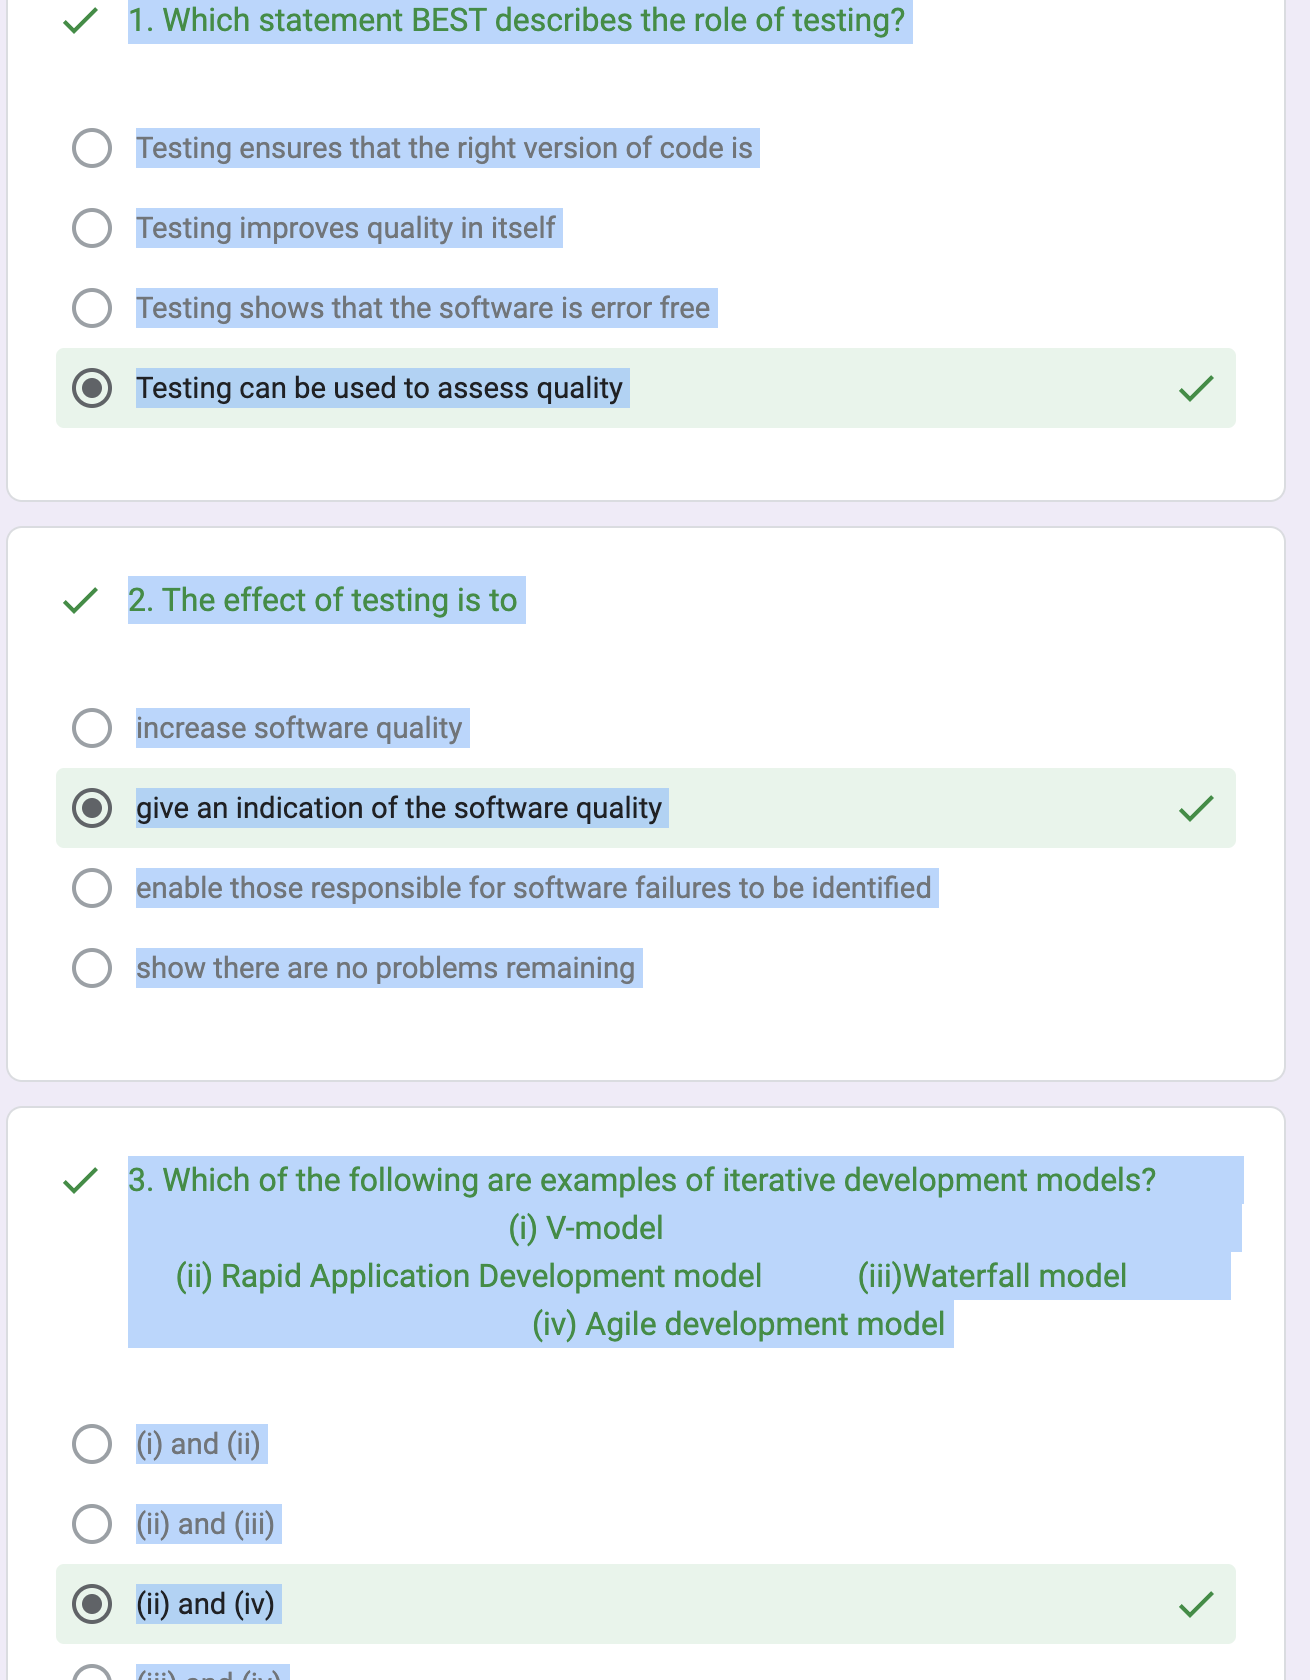 1. Which statement BEST describes the role of testing?
Testing ensures that the right version of code is
Testing improves quality in itself
Testing shows that the software is error free
Testing can be used to assess quality
2. The effect of testing is to
increase software quality
give an indication of the software quality
enable those responsible for software failures to be identified
show there are no problems remaining
3. Which of the following are examples of iterative development models?
(i) V-model
(ii) Rapid Application Development model (iii)Waterfall model
(iv) Agile development model
(i) and (ii)
(ii) and (iii)
(ii) and (iv)
(iii) and (iv)